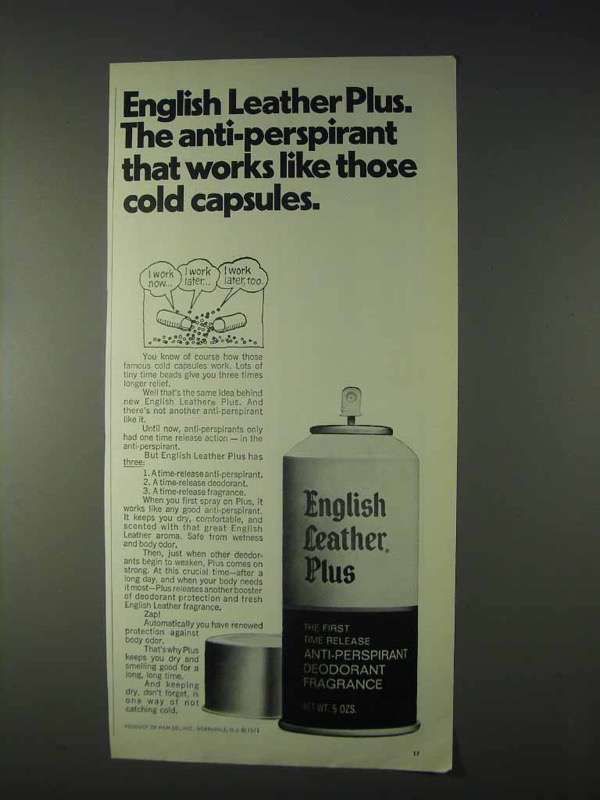 English Leather Plus.
The anti-perspirant
that works like those
cold capsules.
I work
now...
I work
later...
I work
later, too.
You know of course how those
famous cold capsules work. Lots of
tiny time beads give you three times
longer relief.
Well that's the same idea behind
new English Leather® Plus. And
there's not another anti-perspirant
like it.
Until now, anti-perspirants only
had one time release action — in the
anti-perspirant.
But English Leather Plus has
three:
1. A time-release anti-perspirant.
2. A time-release deodorant.
3. A time-release fragrance.
When you first spray on Plus, it
works like any good anti-perspirant.
It keeps you dry, comfortable, and
scented with that great English
Leather aroma. Safe from wetness
and body odor.
Then, just when other deodor-
ants begin to weaken, Plus comes on
strong. At this crucial time—after a
long day, and when your body needs
it most—Plus releases another booster
of deodorant protection and fresh
English Leather fragrance.
Zap!
Automatically you have renewed
protection against
body odor.
That's why Plus
keeps you dry and
smelling good for a
long, long time.
And keeping
dry, don't forget, is
one way of not
catching cold.
English
Leather®
Plus
THE FIRST
TIME RELEASE
ANTI-PERSPIRANT
DEODORANT
FRAGRANCE
NET WT. 5 OZS.
PRODUCT OF MEM CO., INC., NORTHVALE, N.J. © 1971
17